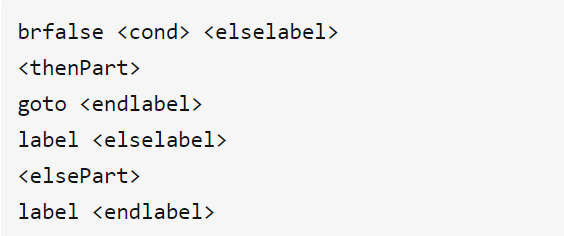 brfalse <cond> <elselabel>
<thenPart>
goto <endlabel>
label <elselabel>
<elsePart>
label <endlabel>